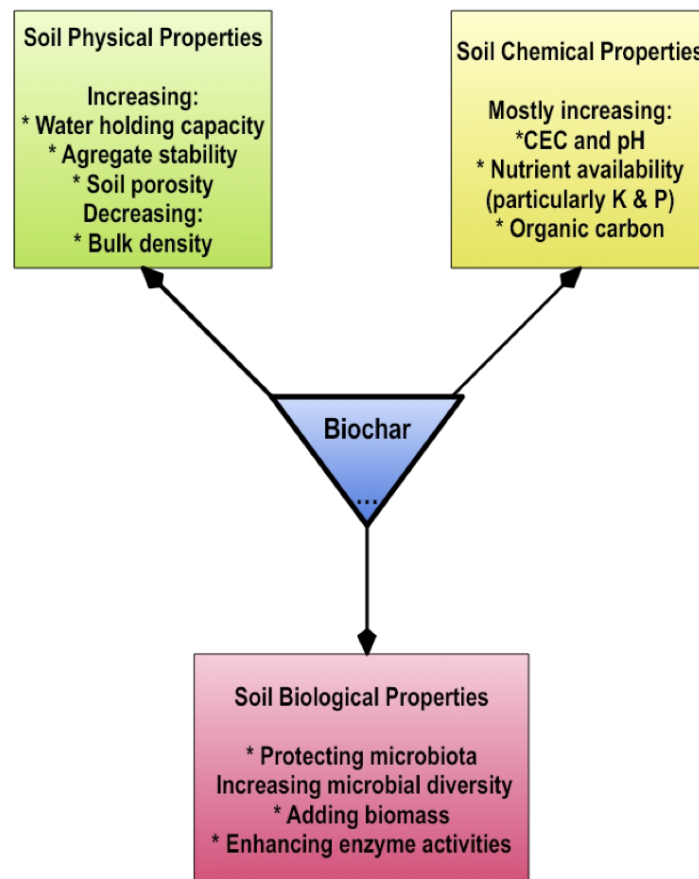 Soil Physical Properties
Increasing:
* Water holding capacity
* Agregate stability
* Soil porosity
Decreasing:
* Bulk density
Soil Chemical Properties
Mostly increasing:
*CEC and pH
* Nutrient availability
(particularly K & P)
* Organic carbon
Biochar
...
Soil Biological Properties
* Protecting microbiota
Increasing microbial diversity
* Adding biomass
* Enhancing enzyme activities